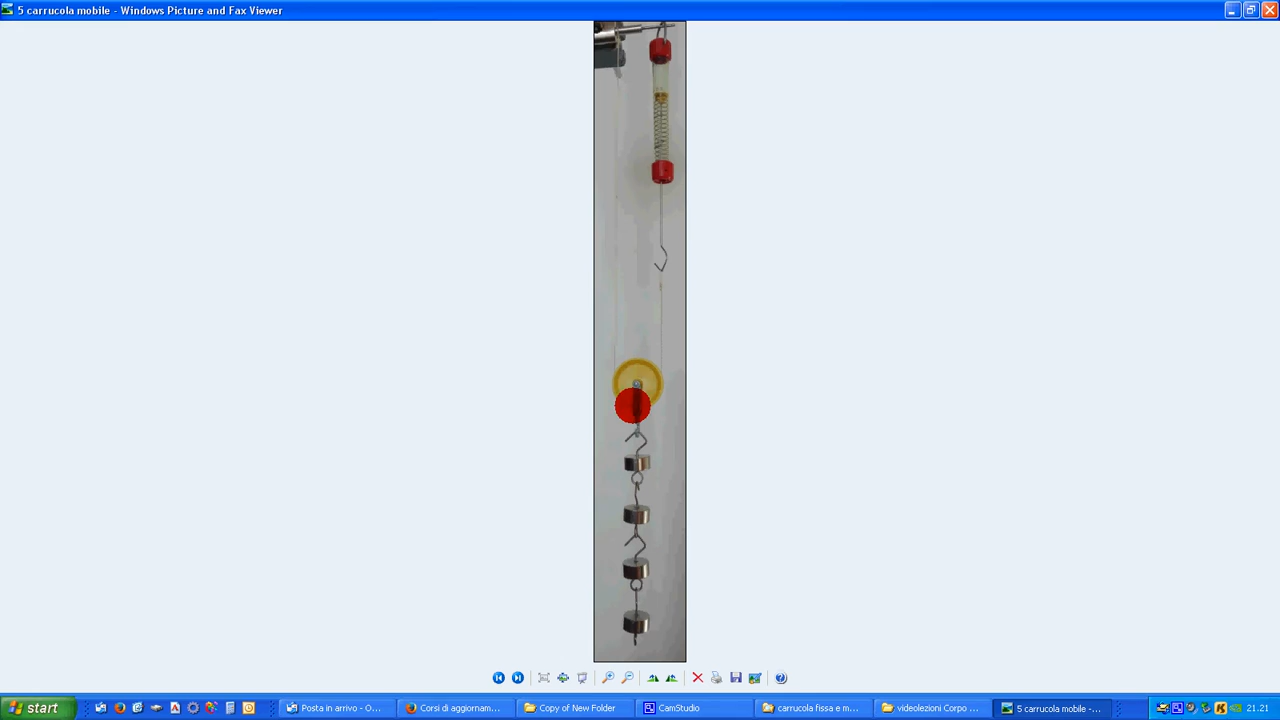 5 carrucola mobile - Windows Picture and Fax Viewer
start
Posta in arrivo - O...
Corsi di aggiornam...
Copy of New Folder
CamStudio
carrucola fissa e m...
videolezioni Corpo ...
5 carrucola mobile -...
21.21